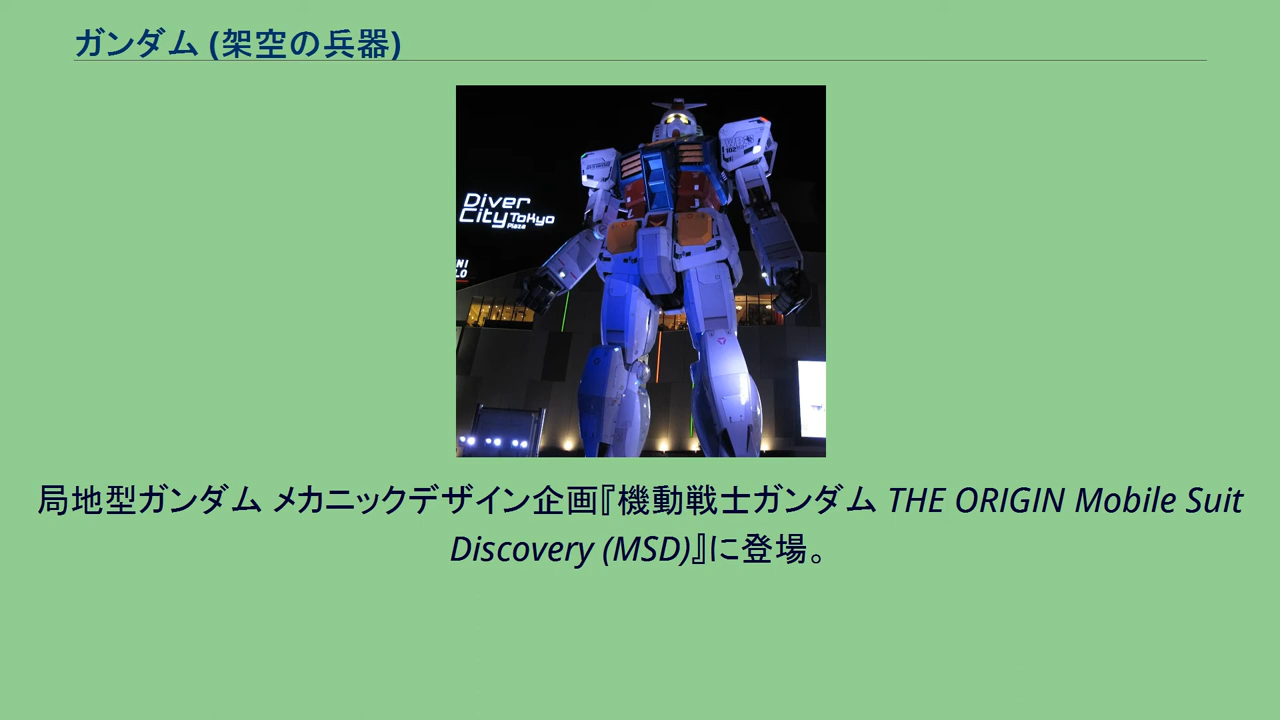 ガンダム (架空の兵器)
Diver
City Tokyo
Plaza
局地型ガンダム メカニックデザイン企画『機動戦士ガンダム THE ORIGIN Mobile Suit
Discovery (MSD)』に登場。